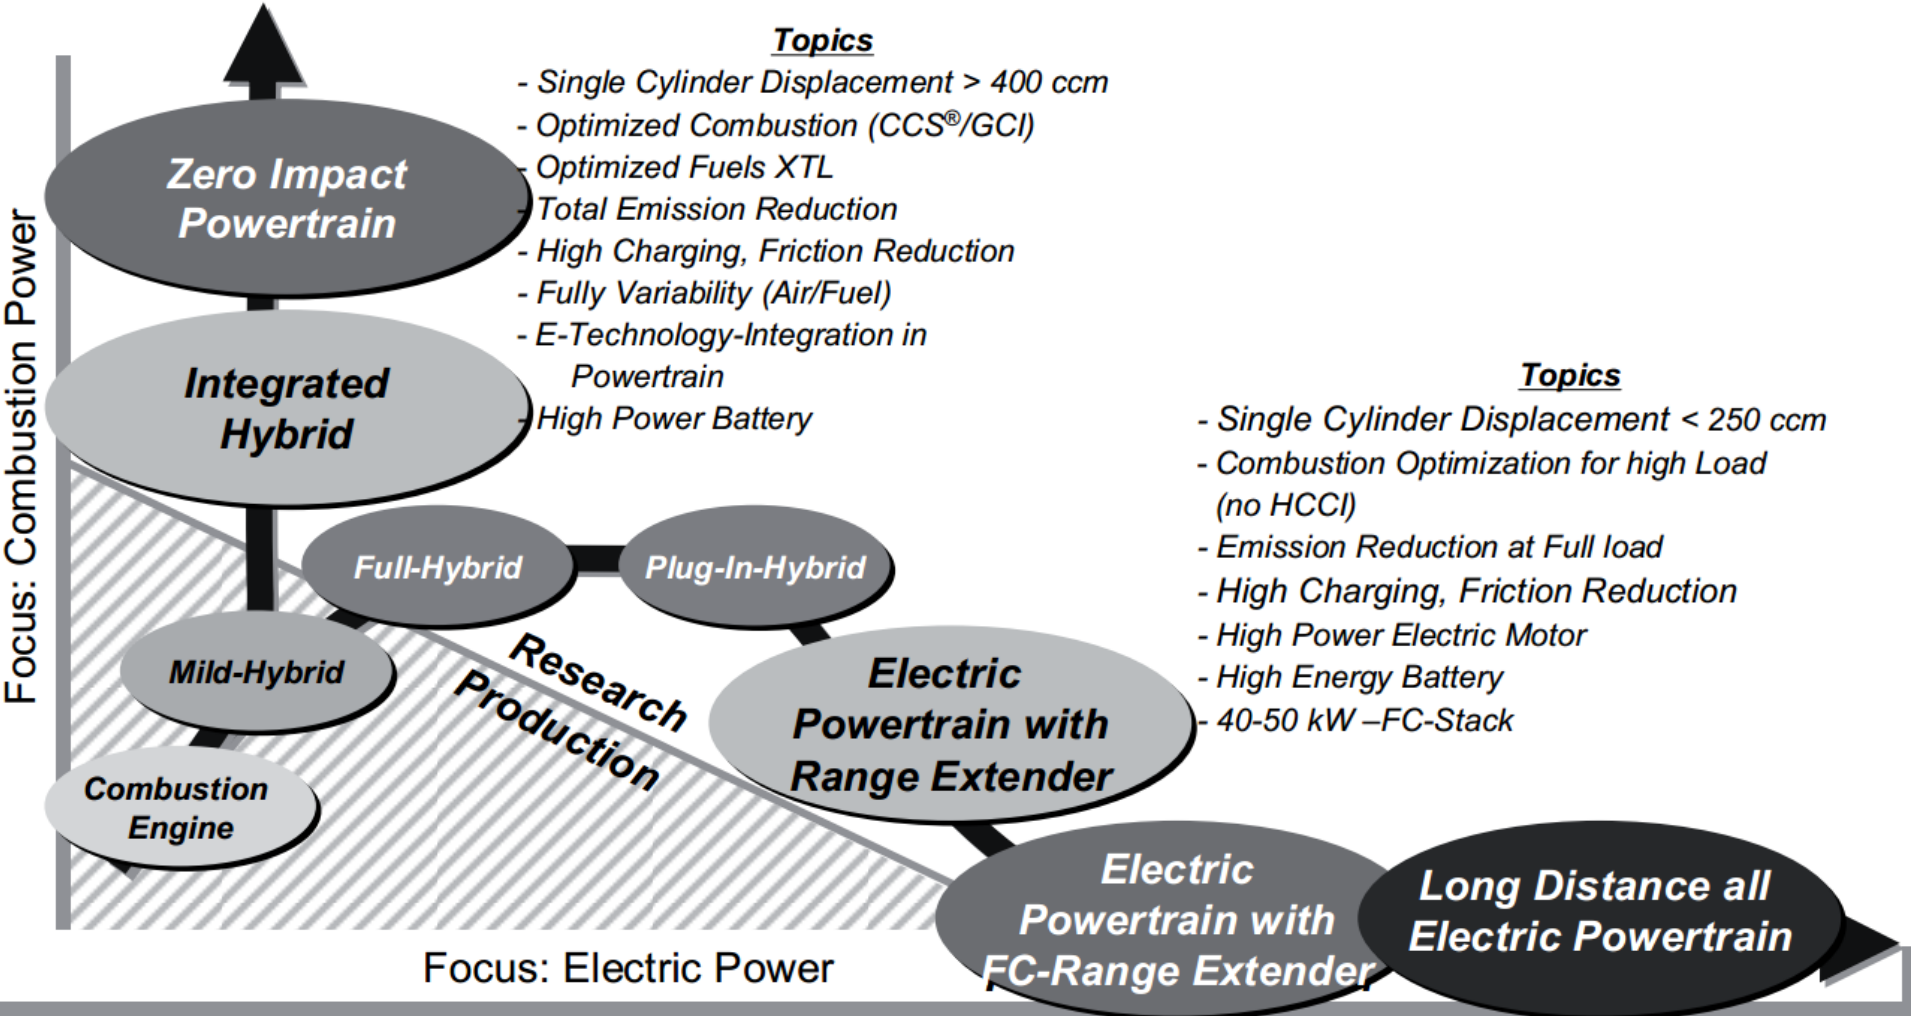 Topics
- Single Cylinder Displacement > 400 ccm
- Optimized Combustion (CCS®/GCI)
- Optimized Fuels XTL
- Total Emission Reduction
- High Charging, Friction Reduction
- Fully Variability (Air/Fuel)
- E-Technology-Integration in
Powertrain
- High Power Battery
Zero Impact
Powertrain
Integrated
Hybrid
Focus: Combustion Power
Topics
- Single Cylinder Displacement < 250 ccm
- Combustion Optimization for high Load
(no HCCI)
- Emission Reduction at Full load
- High Charging, Friction Reduction
- High Power Electric Motor
- High Energy Battery
- 40-50 kW –FC-Stack
Full-Hybrid
Plug-In-Hybrid
Mild-Hybrid
Research
Production
Electric
Powertrain with
Range Extender
Combustion
Engine
Electric
Powertrain with
FC-Range Extender
Long Distance all
Electric Powertrain
Focus: Electric Power